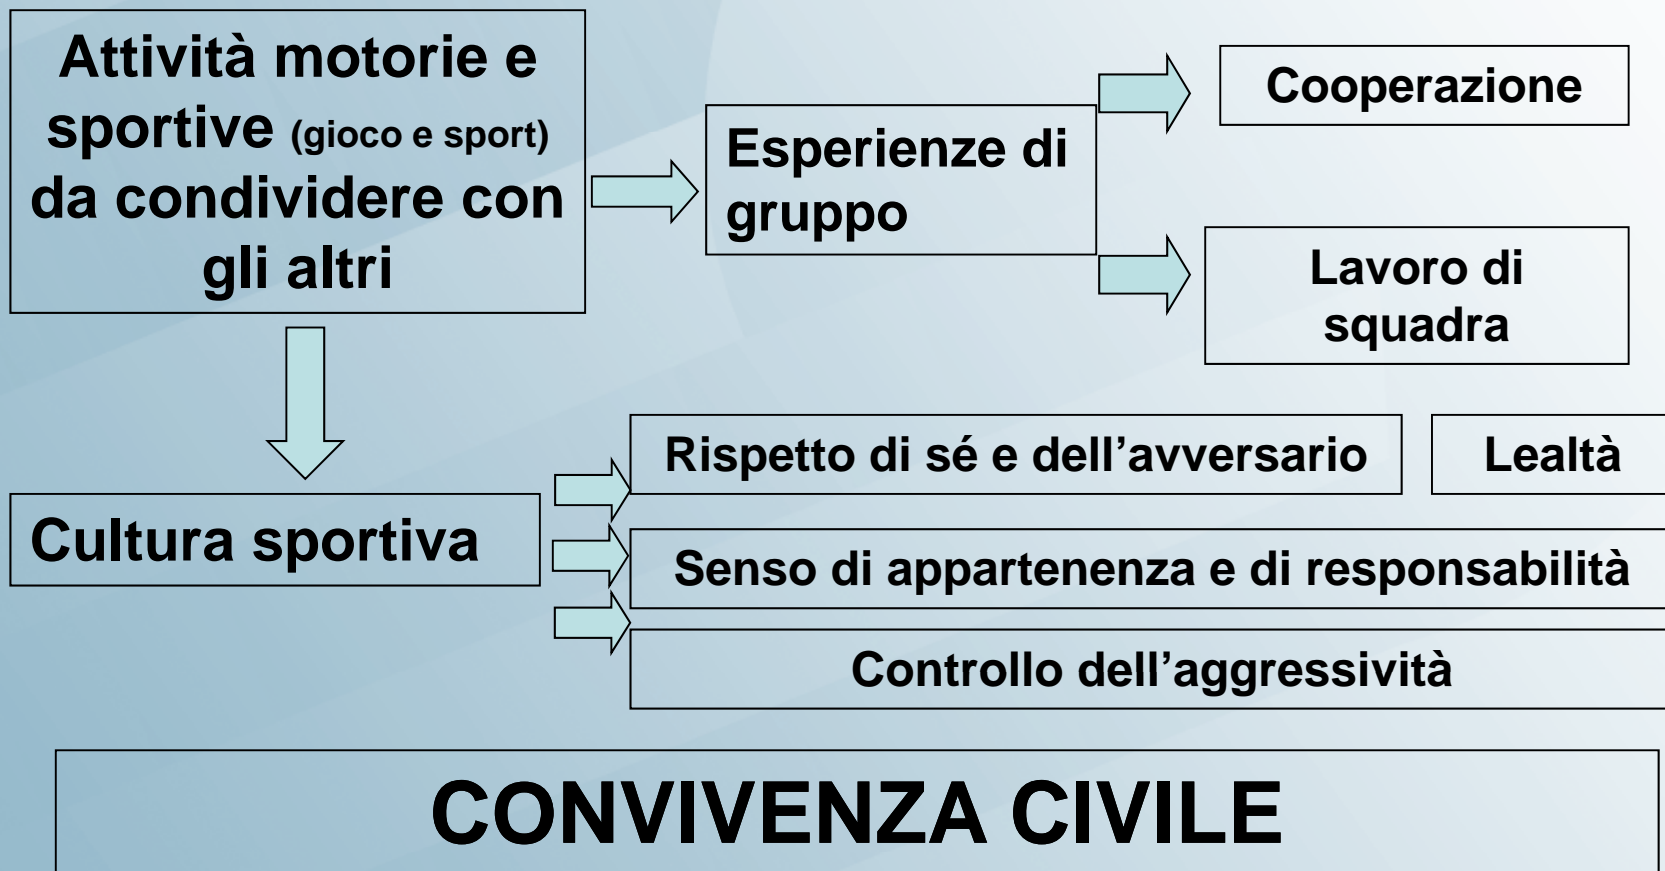 Attività motorie e
sportive (gioco e sport)
da condividere con
gli altri
Esperienze di
gruppo
Cooperazione
Lavoro di
squadra
Cultura sportiva
Rispetto di sé e dell’avversario
Lealtà
Senso di appartenenza e di responsabilità
Controllo dell’aggressività
CONVIVENZA CIVILE